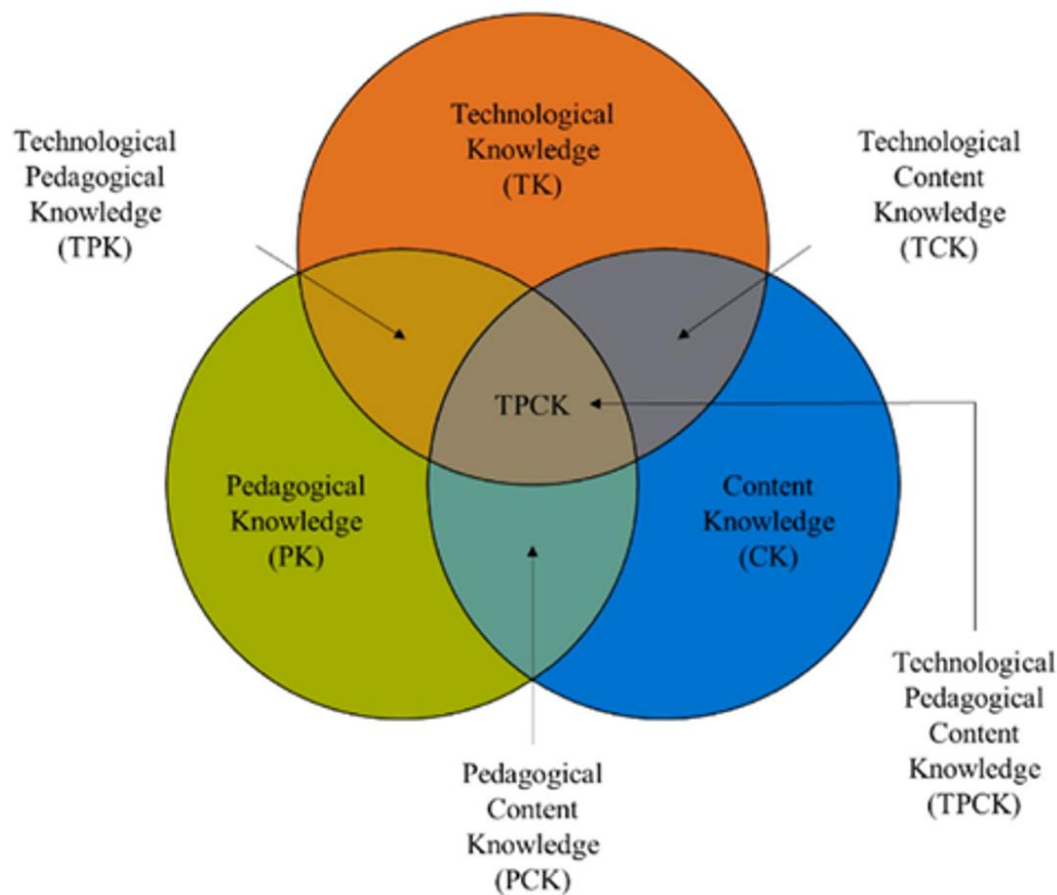 Technological
Knowledge
(TK)
Technological
Pedagogical
Knowledge
(TPK)
Technological
Content
Knowledge
(TCK)
TPCK
Pedagogical
Knowledge
(PK)
Content
Knowledge
(CK)
Technological
Pedagogical
Content
Knowledge
(TPCK)
Pedagogical
Content
Knowledge
(PCK)